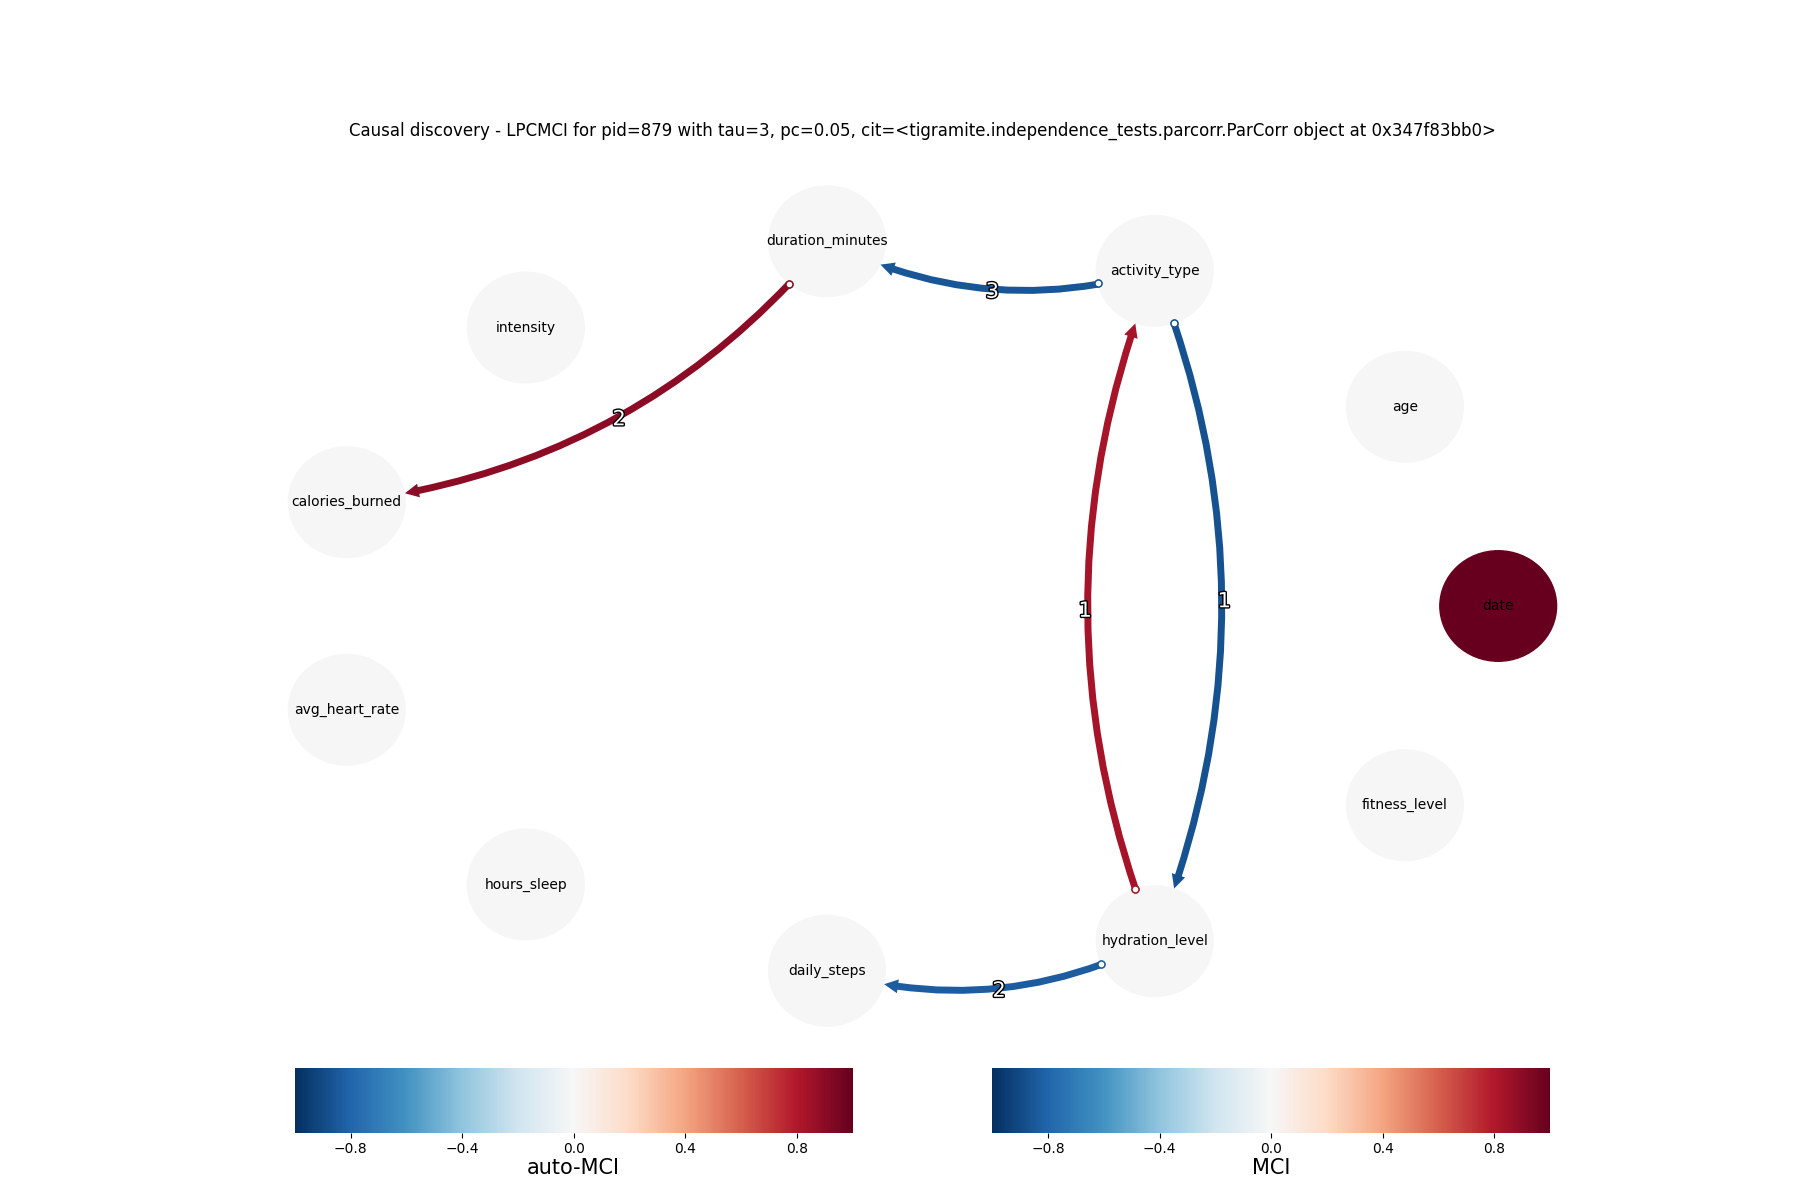 Causal discovery - LPCMCI for pid=879 with tau=3, pc=0.05, cit=<tigramite.independence_tests.parcorr.ParCorr object at 0x347f83bb0>
duration_minutes
activity_type
3
intensity
age
2
calories_burned
date
1
1
avg_heart_rate
fitness_level
hours_sleep
hydration_level
daily_steps
2
−0.8 −0.4 0.0 0.4 0.8
auto-MCI
−0.8 −0.4 0.0 0.4 0.8
MCI